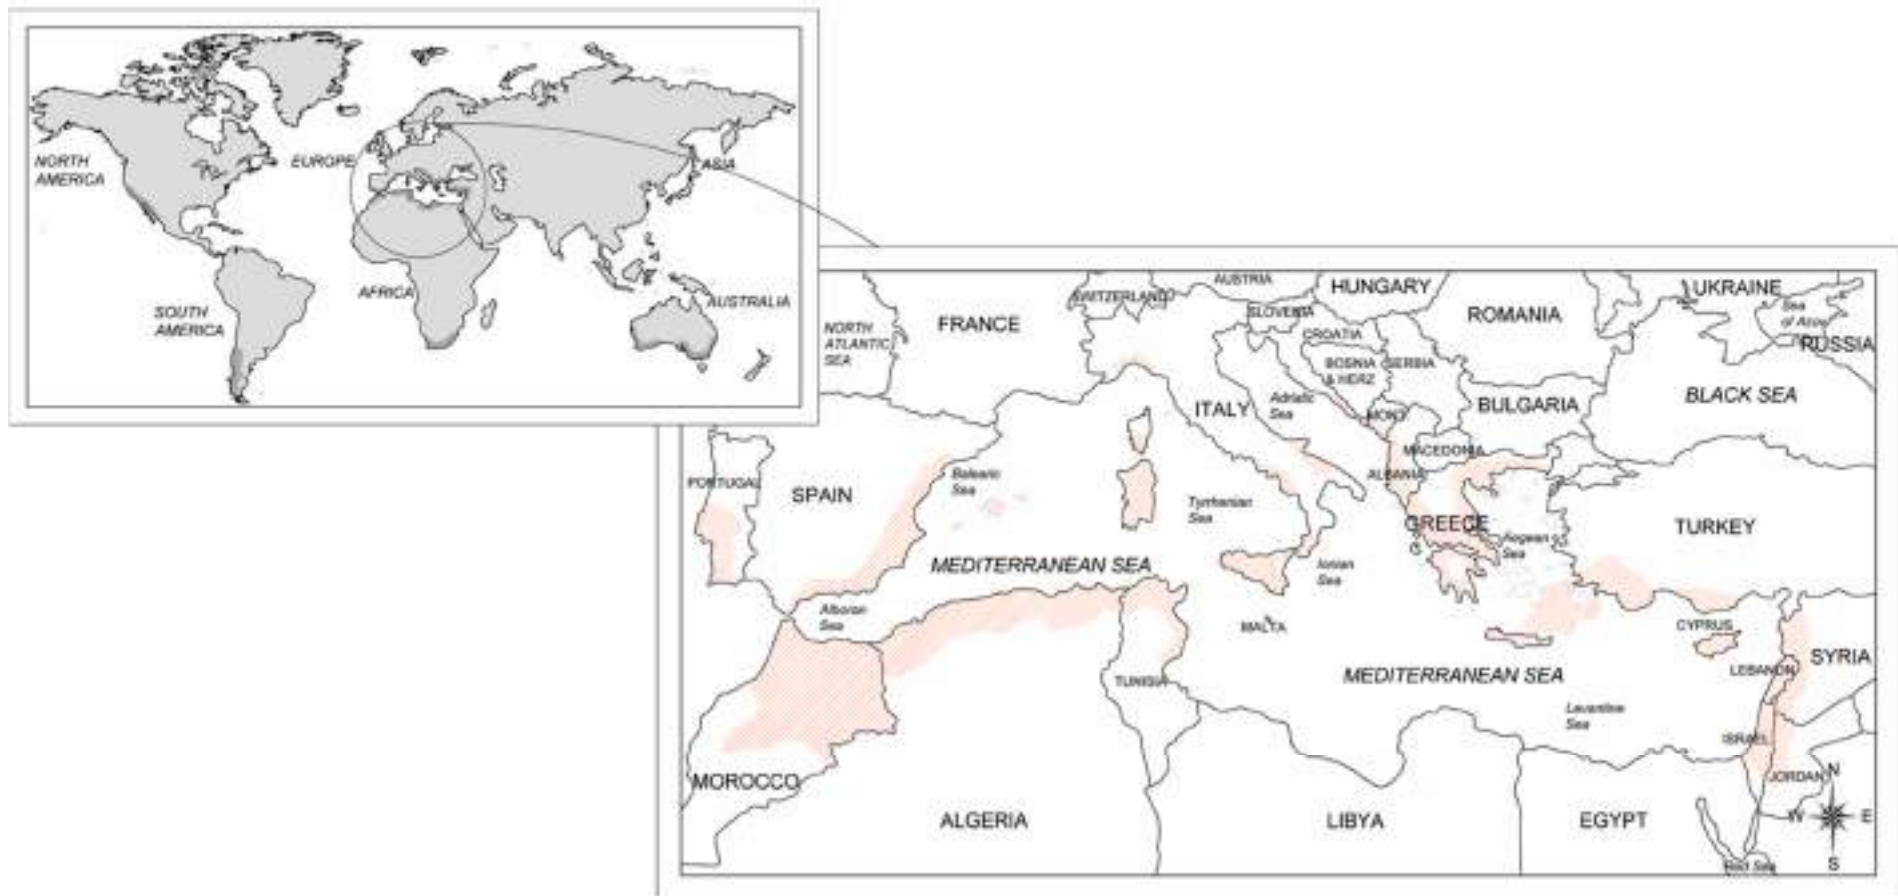 NORTH
AMERICA
EUROPE
ASIA
AFRICA
SOUTH
AMERICA
AUSTRALIA
AUSTRIA
HUNGARY
UKRAINE
SWITZERLAND
Sea
of Azov
SLOVENIA
ROMANIA
FRANCE
NORTH
ATLANTIC
SEA
CROATIA
RUSSIA
BOSNIA
& HERZ
SERBIA
BLACK SEA
ITALY
Adriatic
Sea
MONT
BULGARIA
MACEDONIA
ALBANIA
PORTUGAL
SPAIN
Balearic
Sea
Tyrrhenian
Sea
GREECE
TURKEY
Aegean
Sea
MEDITERRANEAN SEA
Ionian
Sea
Alboran
Sea
MALTA
CYPRUS
SYRIA
LEBANON
MEDITERRANEAN SEA
TUNISIA
Levantine
Sea
ISRAEL
MOROCCO
JORDAN
N
W
E
S
ALGERIA
LIBYA
EGYPT
Red Sea